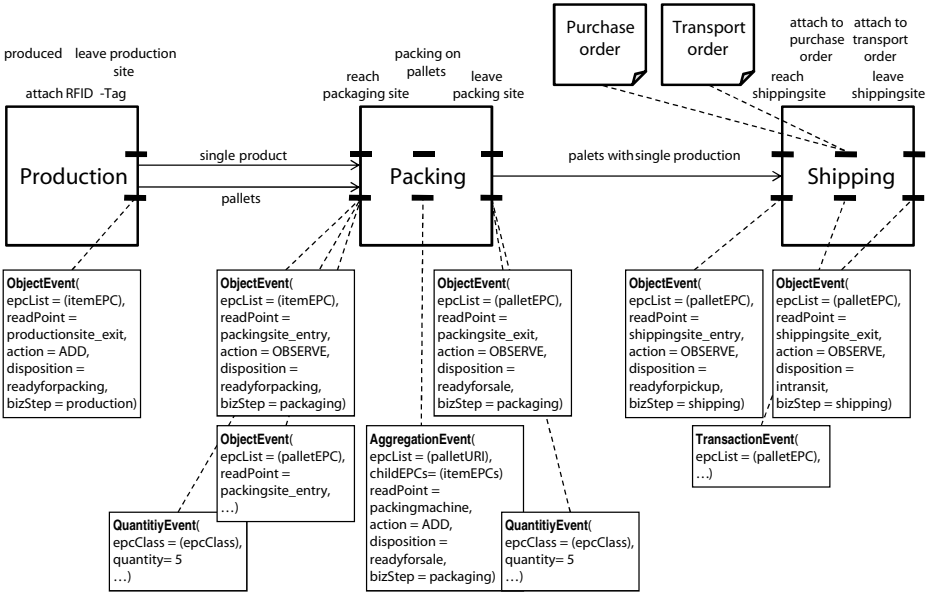 Purchase
order
Transport
order
attach to
purchase
order
attach to
transport
order
produced
leave production
site
attach RFID -Tag
packing on
pallets
reach
packaging site
leave
packing site
reach
shippingsite
leave
shippingsite
Production
single product
pallets
Packing
palets withsingle production
Shipping
ObjectEvent(
epcList = (itemEPC),
readPoint =
productionsite_exit,
action = ADD,
disposition =
readyforpacking,
bizStep = production)
ObjectEvent(
epcList = (itemEPC),
readPoint =
packingsite_entry,
action = OBSERVE,
disposition =
readyforpacking,
bizStep = packaging)
ObjectEvent(
epcList = (palletEPC),
readPoint =
packingsite_exit,
action = OBSERVE,
disposition =
readyforsale,
bizStep = packaging)
ObjectEvent(
epcList = (palletEPC),
readPoint =
shippingsite_entry,
action = OBSERVE,
disposition =
readyforpickup,
bizStep = shipping)
ObjectEvent(
epcList = (palletEPC),
readPoint =
shippingsite_exit,
action = OBSERVE,
disposition =
intransit,
bizStep = shipping)
ObjectEvent(
epcList = (palletEPC),
readPoint =
packingsite_entry,
...)
AggregationEvent(
epcList = (palletURI),
childEPCs= (itemEPCs)
readPoint =
packingmachine,
action = ADD,
disposition =
readyforsale,
bizStep = packaging)
TransactionEvent(
epcList = (palletEPC),
...)
QuantitiyEvent(
epcClass = (epcClass),
quantity= 5
...)
QuantitiyEvent(
epcClass = (epcClass),
quantity= 5
...)